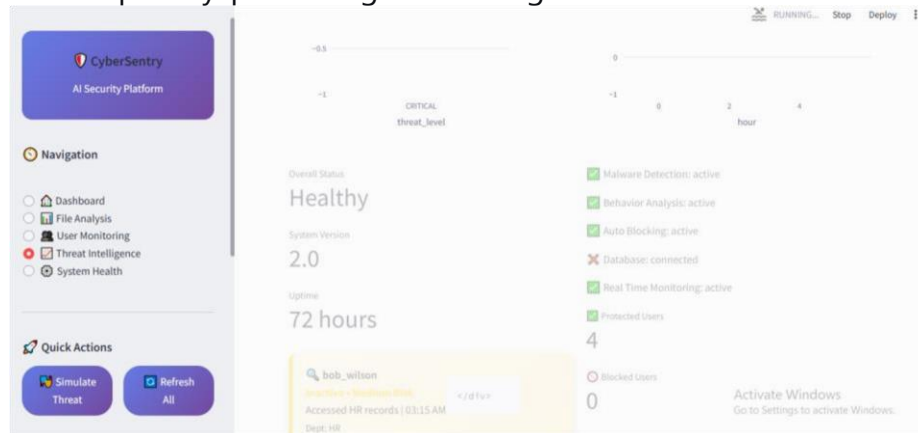 RUNNING... Stop Deploy
CyberSentry
AI Security Platform
Navigation
Dashboard
File Analysis
User Monitoring
Threat Intelligence
System Health
Quick Actions
Simulate Threat
Refresh All
−0.5
−1
CRITICAL
threat_level
0
−1
0 2 4
hour
Overall Status
Healthy
System Version
2.0
Uptime
72 hours
bob_wilson
Accessed HR records | 03:15 AM
</div>
Dept: HR
Malware Detection: active
Behavior Analysis: active
Auto Blocking: active
Database: connected
Real Time Monitoring: active
Protected Users
4
Blocked Users
0
Activate Windows
Go to Settings to activate Windows.